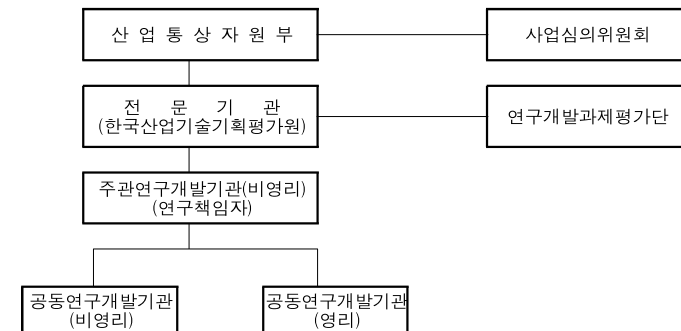 산 업 통 상 자 원 부
사업심의위원회
전 문 기 관
(한국산업기술기획평가원)
연구개발과제평가단
주관연구개발기관(비영리)
(연구책임자)
공동연구개발기관
(비영리)
공동연구개발기관
(영리)